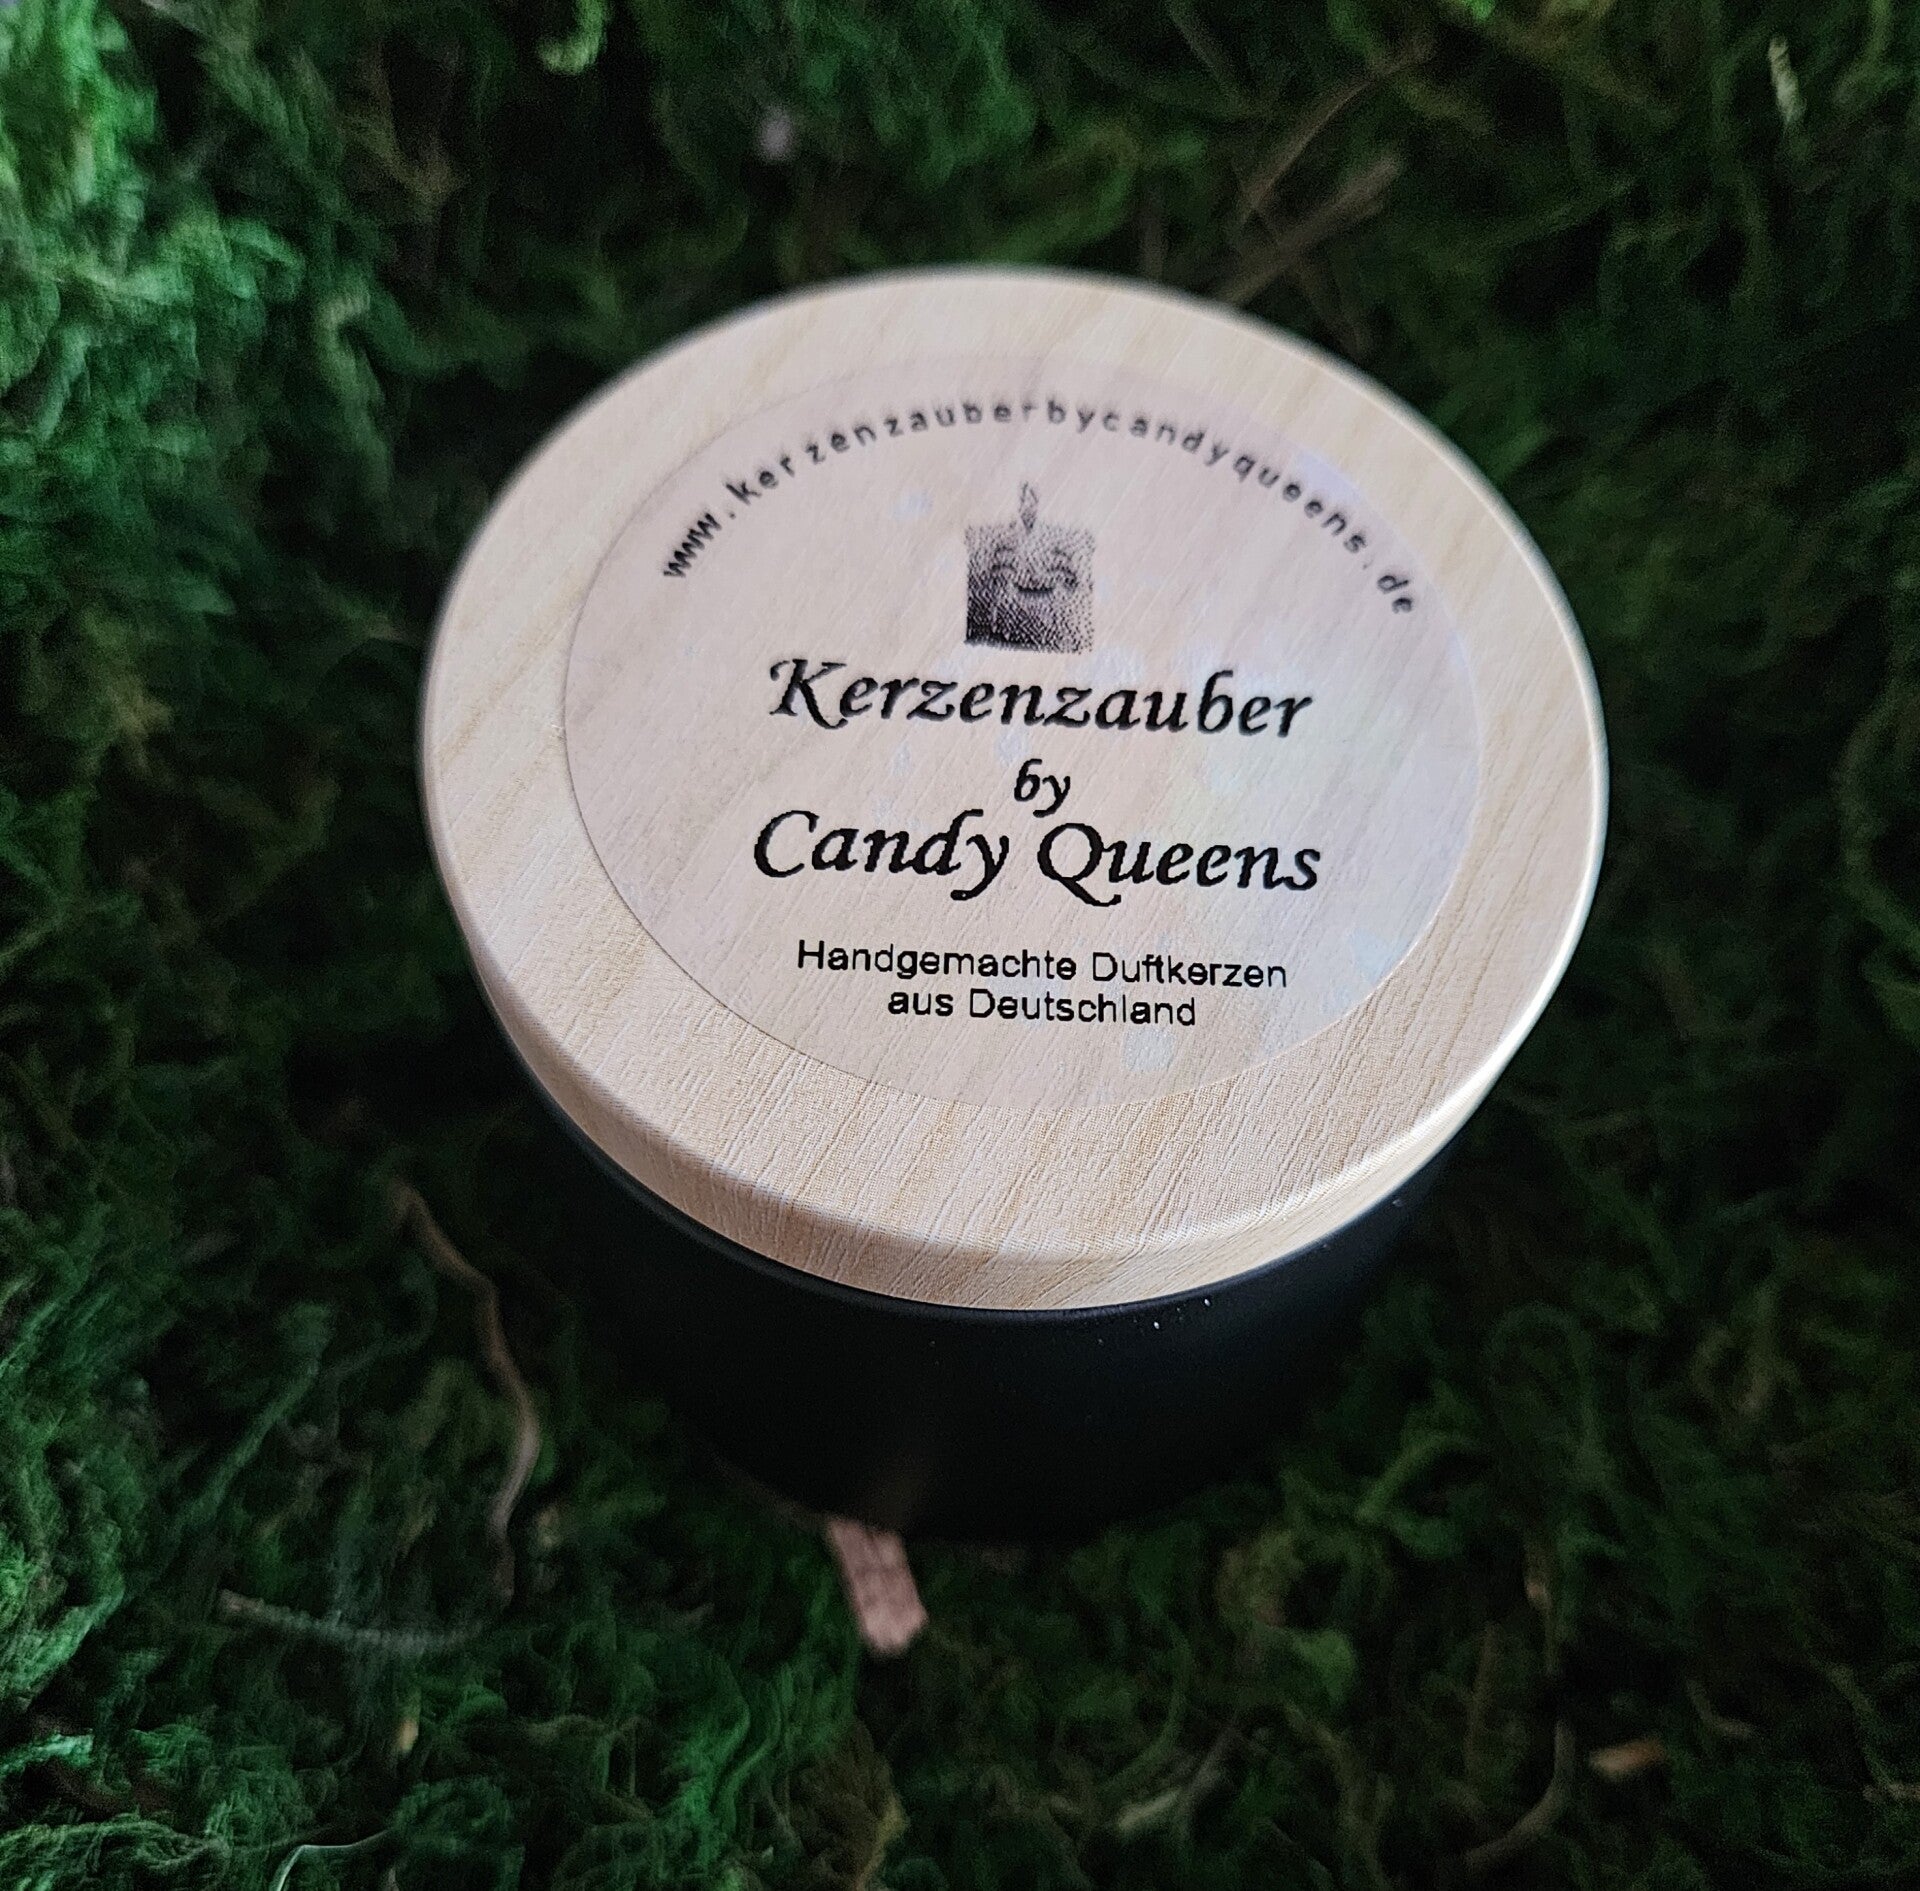 www.kerzenzauberbycandyqueens.de
Kerzenzauber
by
Candy Queens
Handgemachte Duftkerzen
aus Deutschland